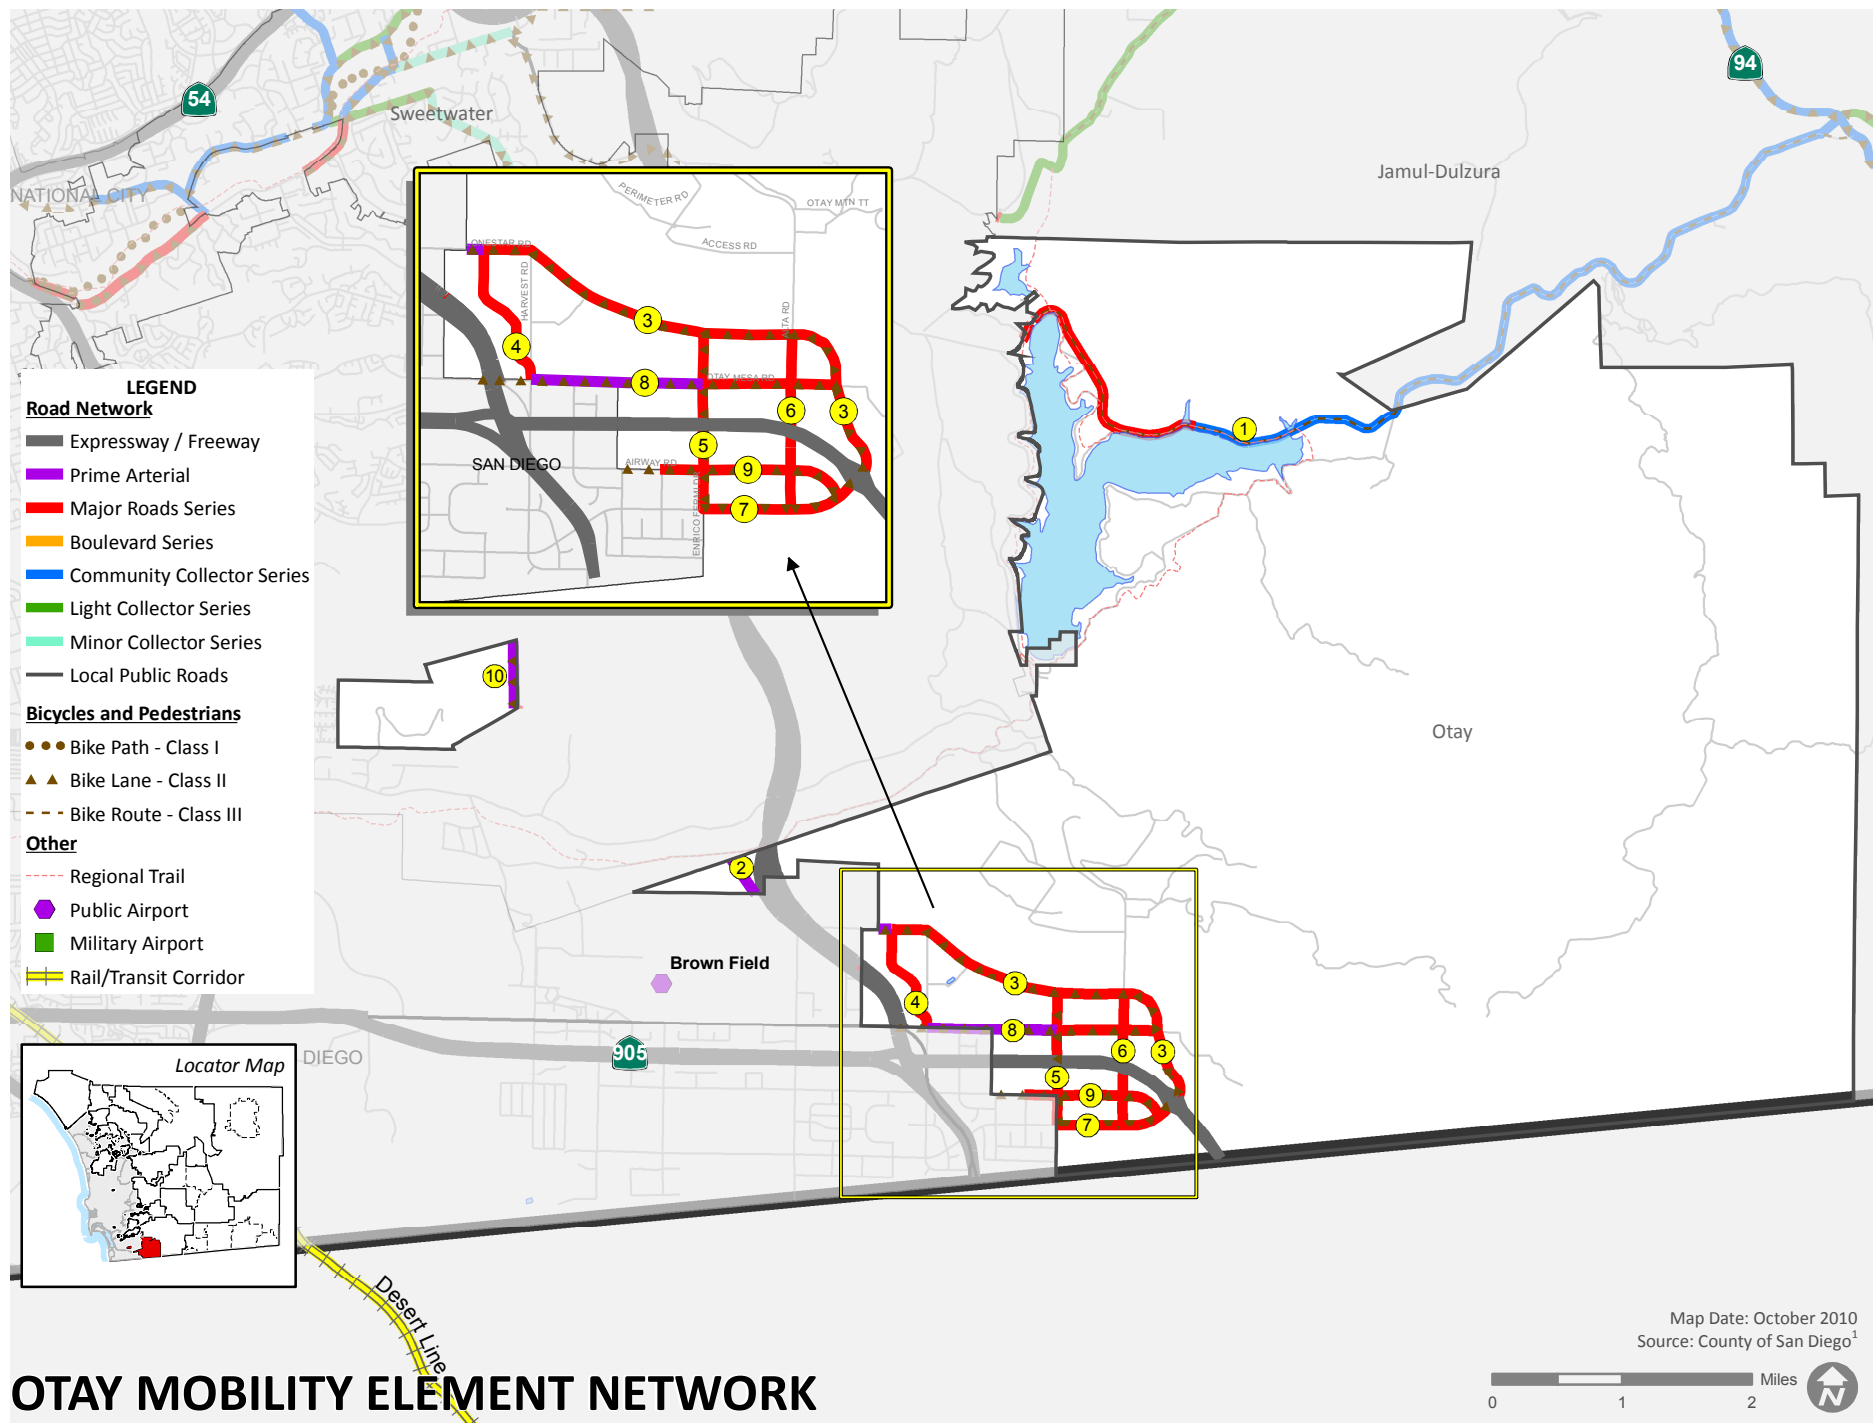 54
94
Sweetwater
NATIONAL CITY
Jamul-Dulzura
PERIMETER RD
OTAY MTN TT
ACCESS RD
LONESTAR RD
HARVEST RD
ALTA RD
3
4
8
OTAY MESA RD
6
3
5
SAN DIEGO
AIRWAY RD
9
7
ENRICO FERMI D
1
LEGEND
Road Network
Expressway / Freeway
Prime Arterial
Major Roads Series
Boulevard Series
Community Collector Series
Light Collector Series
Minor Collector Series
Local Public Roads
Bicycles and Pedestrians
Bike Path - Class I
Bike Lane - Class II
Bike Route - Class III
Other
Regional Trail
Public Airport
Military Airport
Rail/Transit Corridor
10
Otay
2
Brown Field
3
4
8
6
3
5
9
7
905
DIEGO
Locator Map
Desert Line
Map Date: October 2010
Source: County of San Diego1
Miles
0 1 2
N
OTAY MOBILITY ELEMENT NETWORK